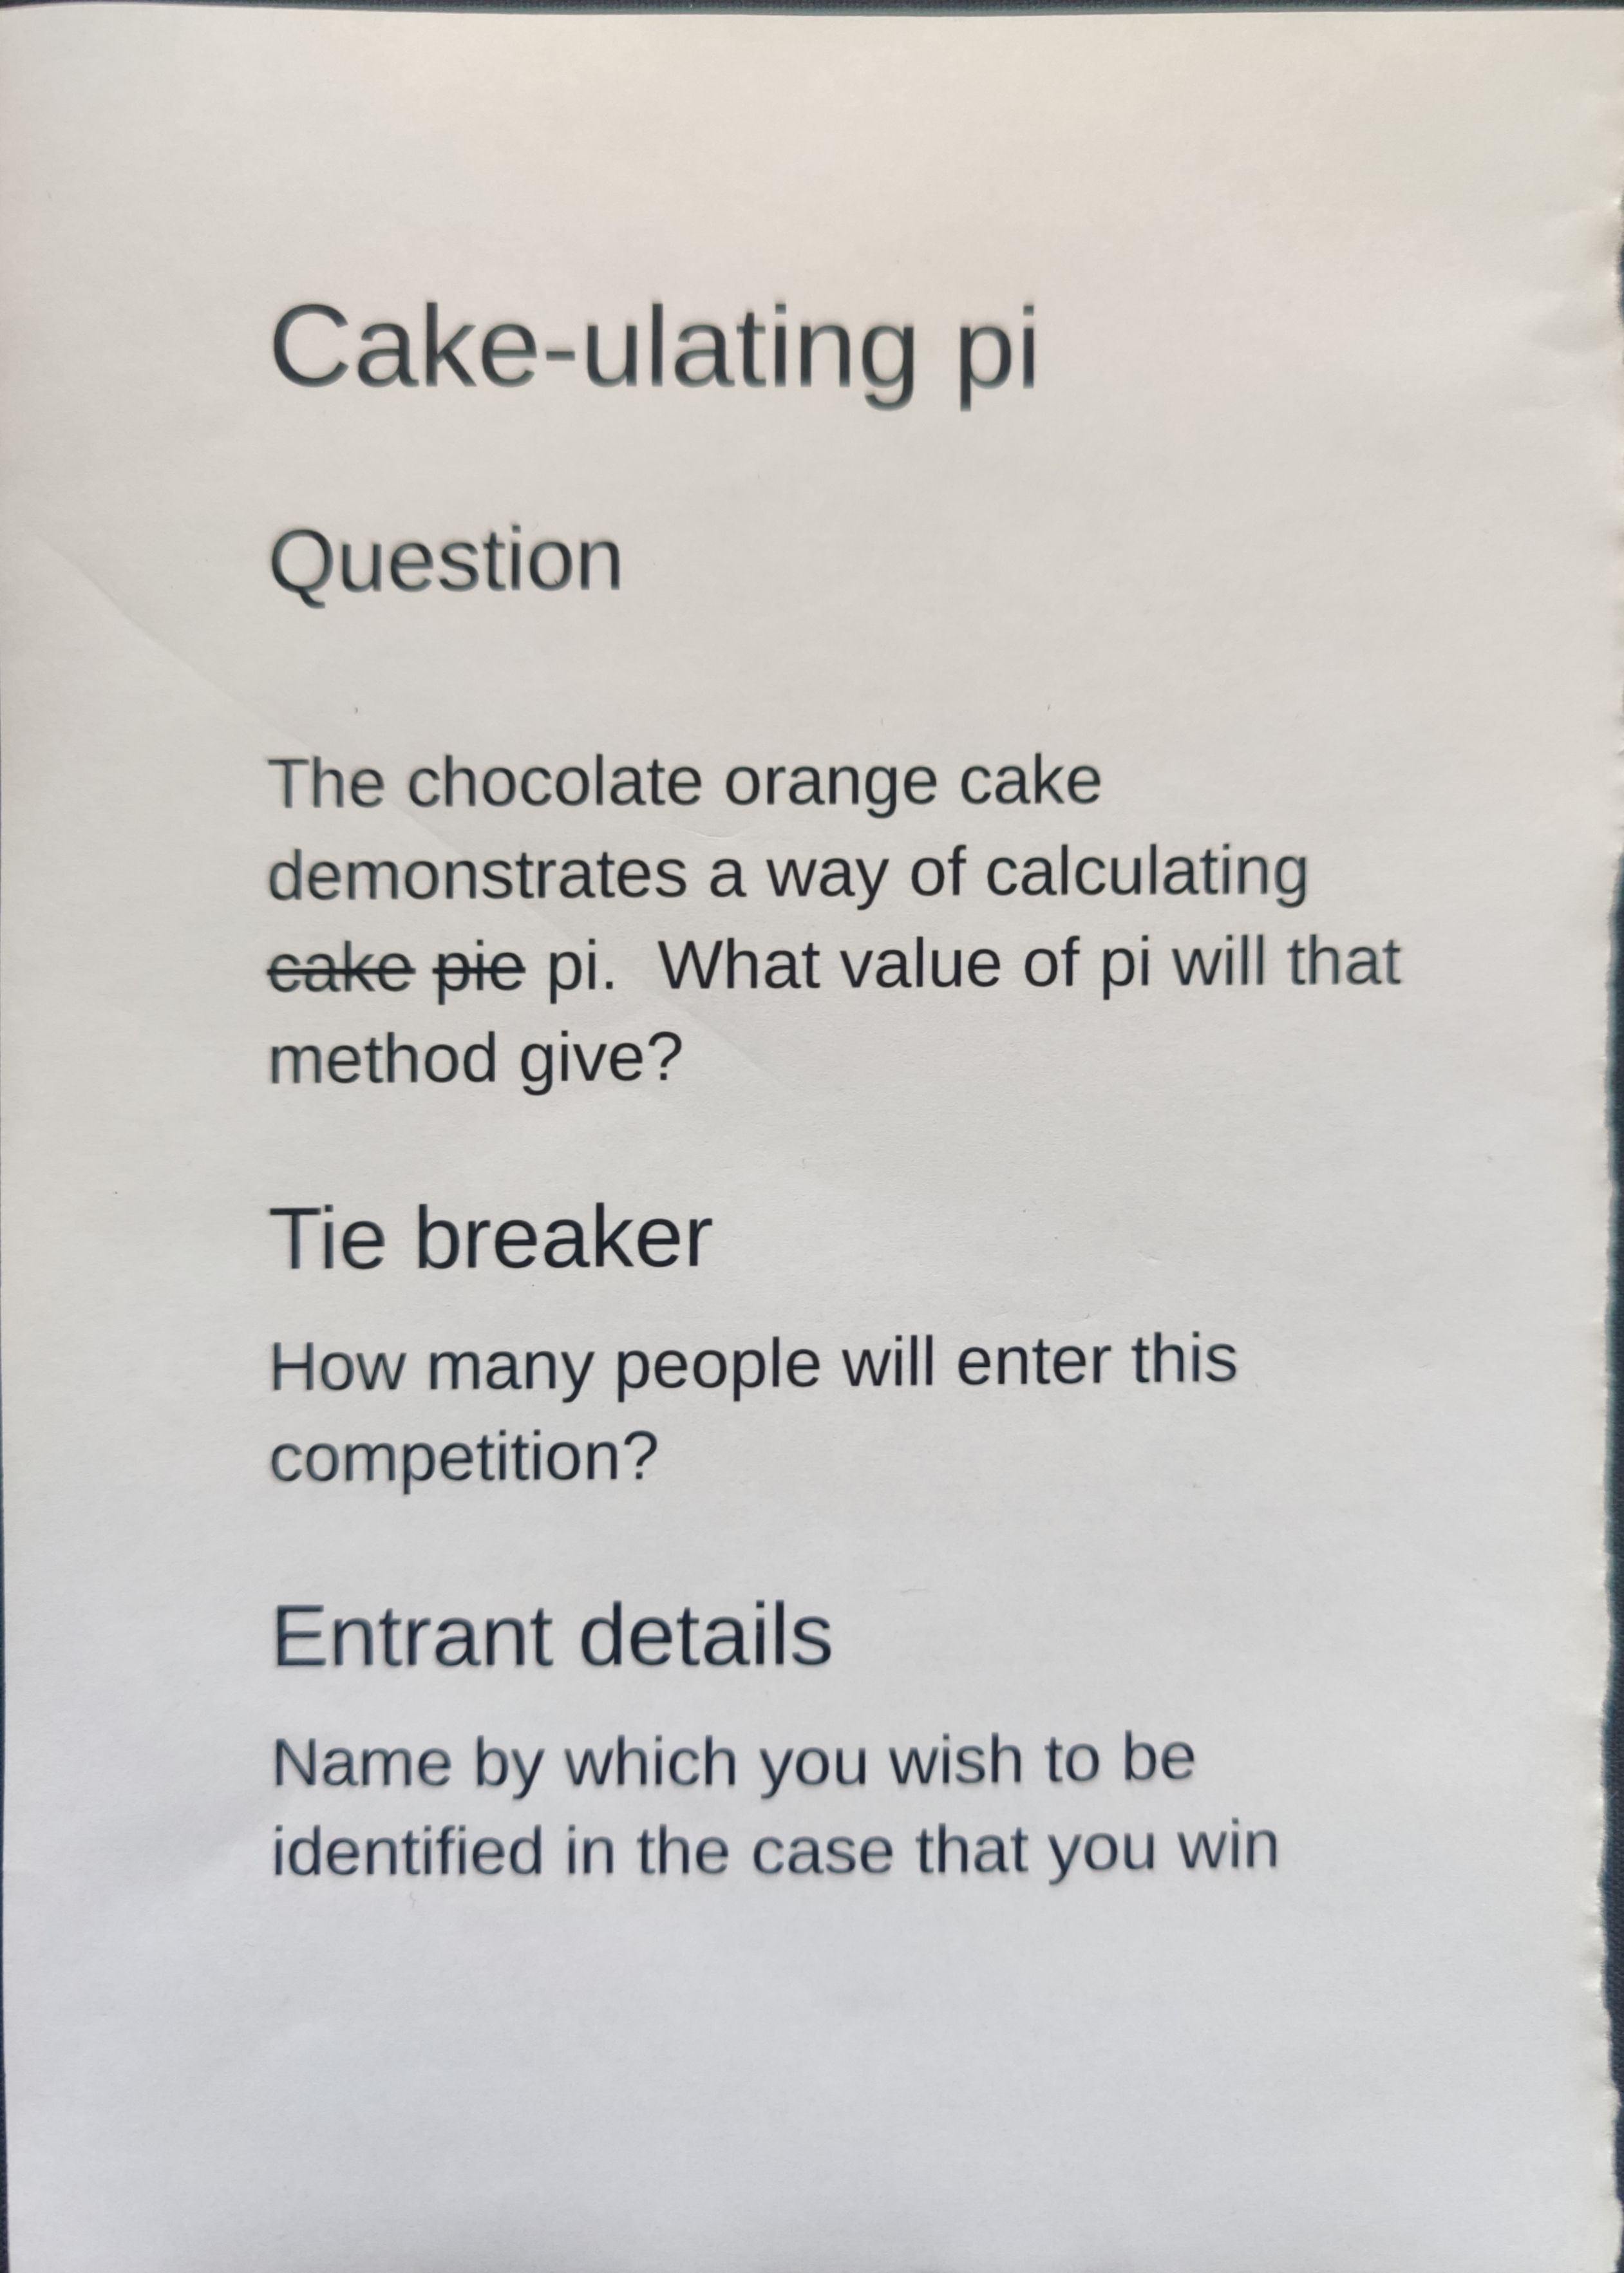 Cake-ulating pi
Question
The chocolate orange cake
demonstrates a way of calculating
cake pie pi.  What value of pi will that
method give?
Tie breaker
How many people will enter this
competition?
Entrant details
Name by which you wish to be
identified in the case that you win